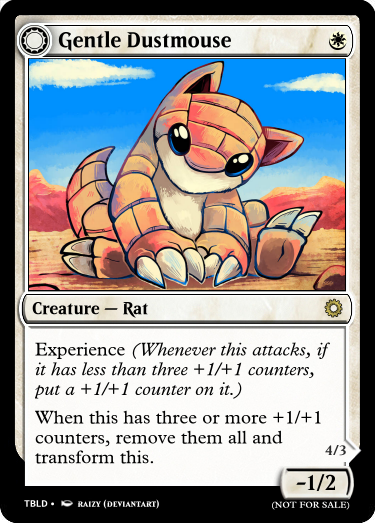 Gentle Dustmouse
Creature — Rat
Experience (Whenever this attacks, if
it has less than three +1/+1 counters,
put a +1/+1 counter on it.)
When this has three or more +1/+1
counters, remove them all and
transform this.
4/3
-1/2
TBLD • RAIZY (DEVIANTART)
(NOT FOR SALE)